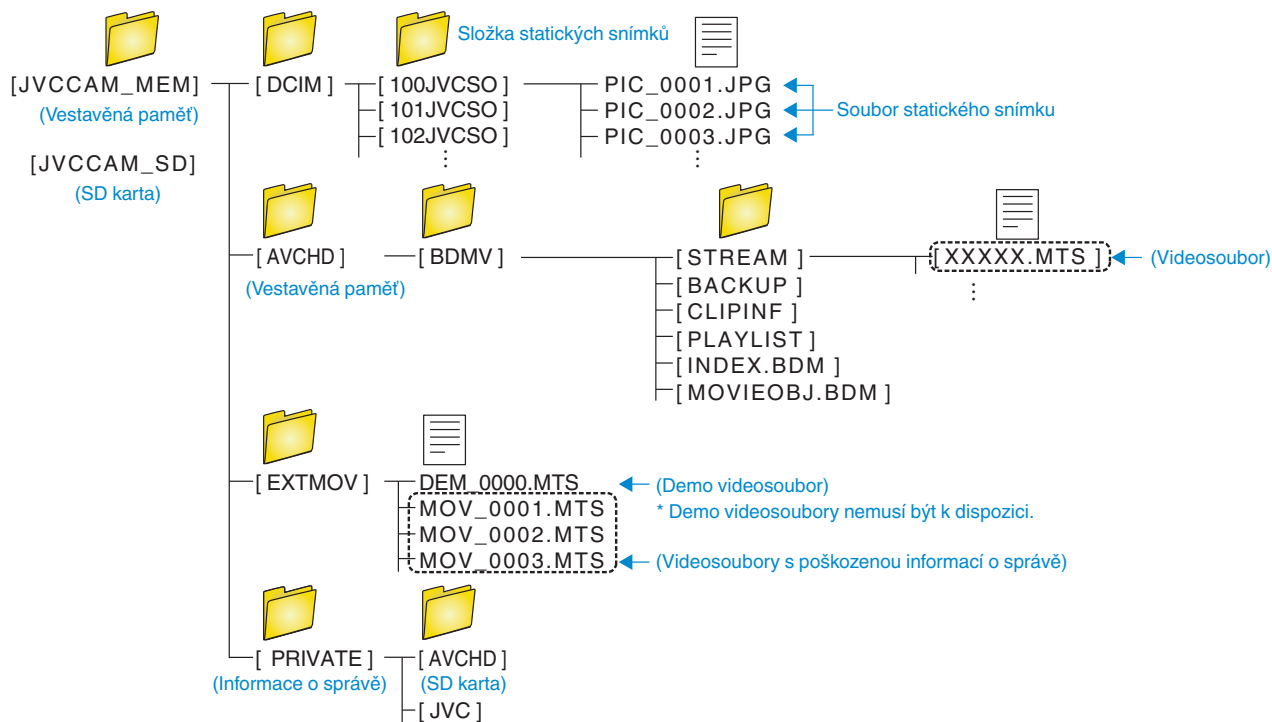 Složka statických snímků
[JVCCAM_MEM] [DCIM] [100JVCSO] PIC_0001.JPG
(Vestavěná paměť) [101JVCSO] PIC_0002.JPG Soubor statického snímku
[102JVCSO] PIC_0003.JPG
[JVCCAM_SD]
(SD karta)
[AVCHD] [BDMV] [STREAM] [XXXXX.MTS] (Videosoubor)
(Vestavěná paměť) [BACKUP]
[CLIPINF]
[PLAYLIST]
[INDEX.BDM]
[MOVIEOBJ.BDM]
[EXTMOV] DEM_0000.MTS (Demo videosoubor)
MOV_0001.MTS * Demo videosoubory nemusí být k dispozici.
MOV_0002.MTS
MOV_0003.MTS (Videosoubory s poškozenou informací o správě)
[PRIVATE] [AVCHD]
(Informace o správě) (SD karta)
[JVC]